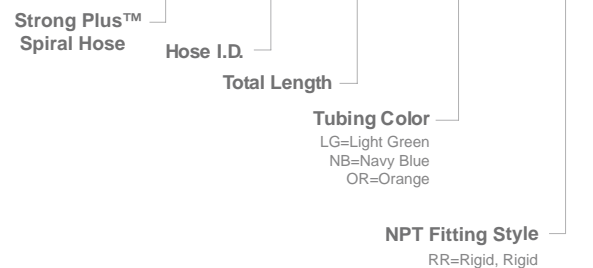 Strong Plus™
Spiral Hose
Hose I.D.
Total Length
Tubing Color
LG=Light Green
NB=Navy Blue
OR=Orange
NPT Fitting Style
RR=Rigid, Rigid